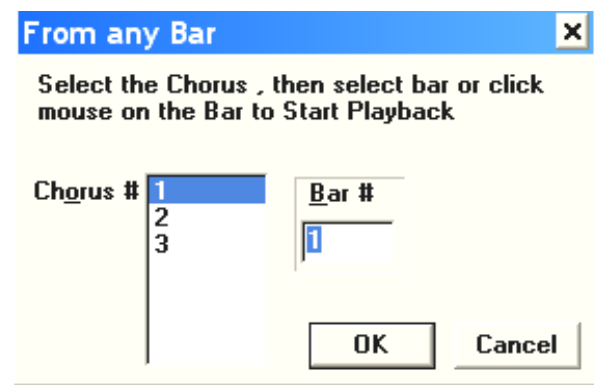 From any Bar
Select the Chorus , then select bar or click
mouse on the Bar to Start Playback
Chorus # 1
2
3
Bar #
1
OK Cancel